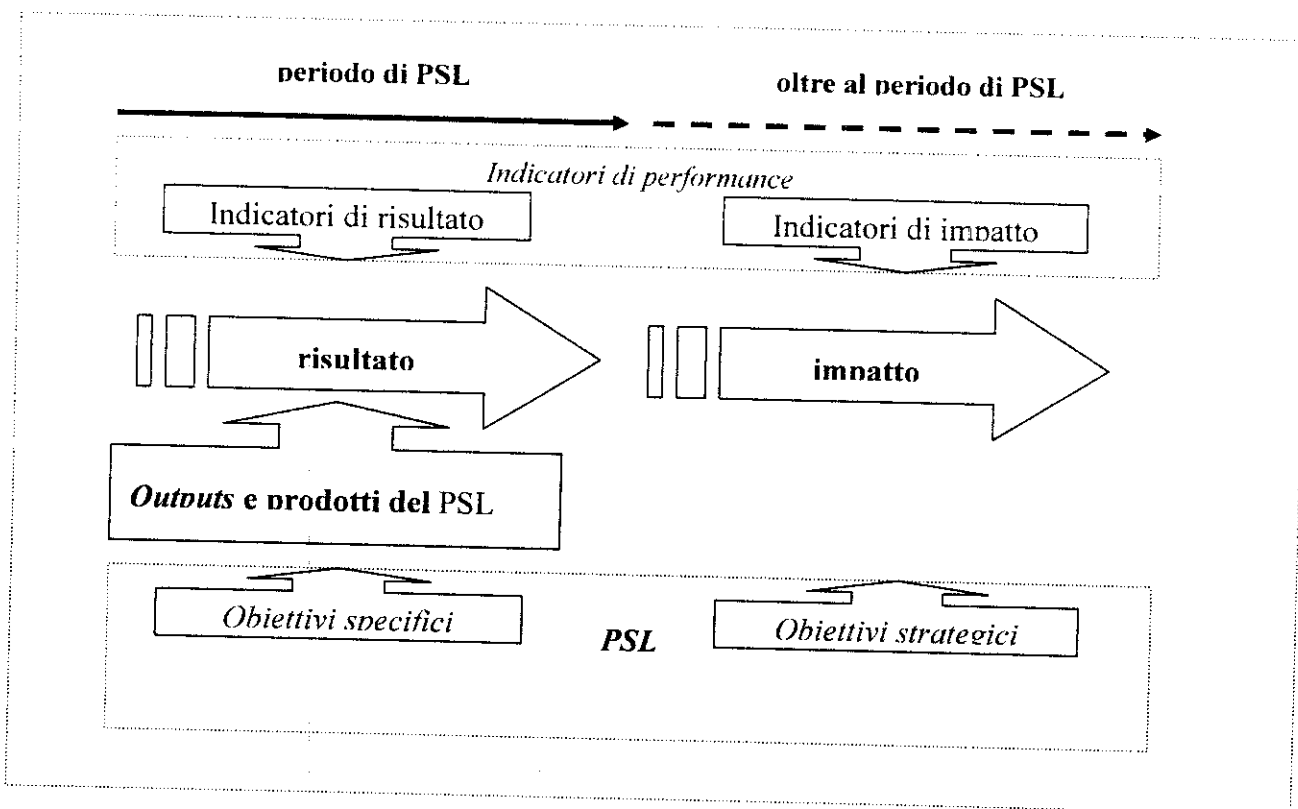 periodo di PSL
oltre al periodo di PSL
Indicatori di performance
Indicatori di risultato
Indicatori di impatto
risultato
impatto
Outputs e prodotti del PSL
Obiettivi specifici
PSL
Obiettivi strategici